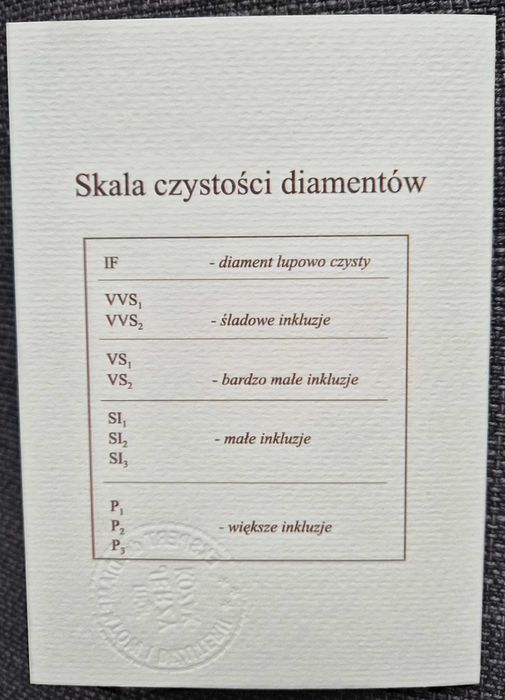 Skala czystości diamentów
IF - diament lupowo czysty
VVS₁
VVS₂ - śladowe inkluzje
VS₁
VS₂ - bardzo małe inkluzje
SI₁
SI₂ - małe inkluzje
SI₃
P₁
P₂ - większe inkluzje
P₃